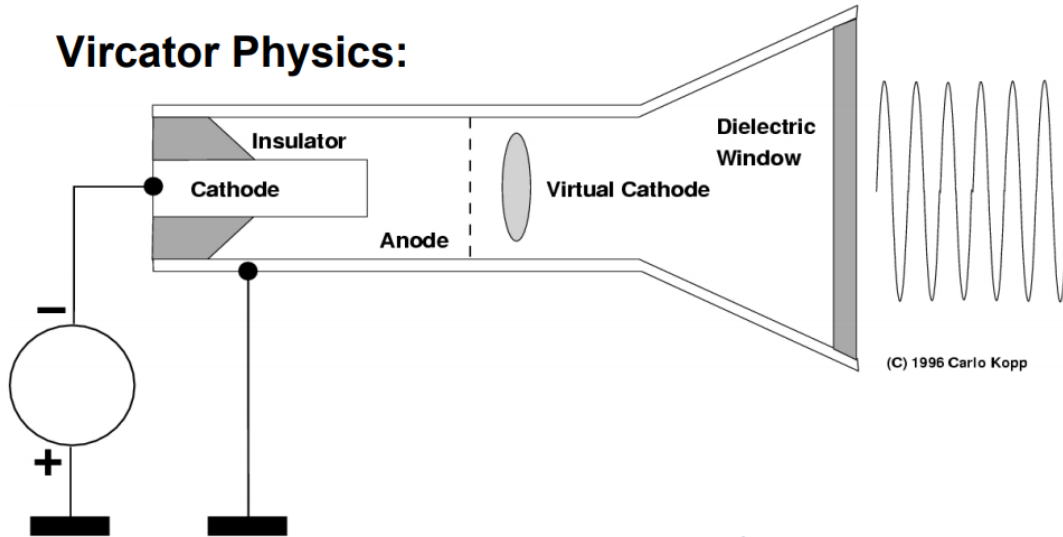 Vircator Physics:
Insulator
Cathode
Anode
Virtual Cathode
Dielectric
Window
(C) 1996 Carlo Kopp
−
+